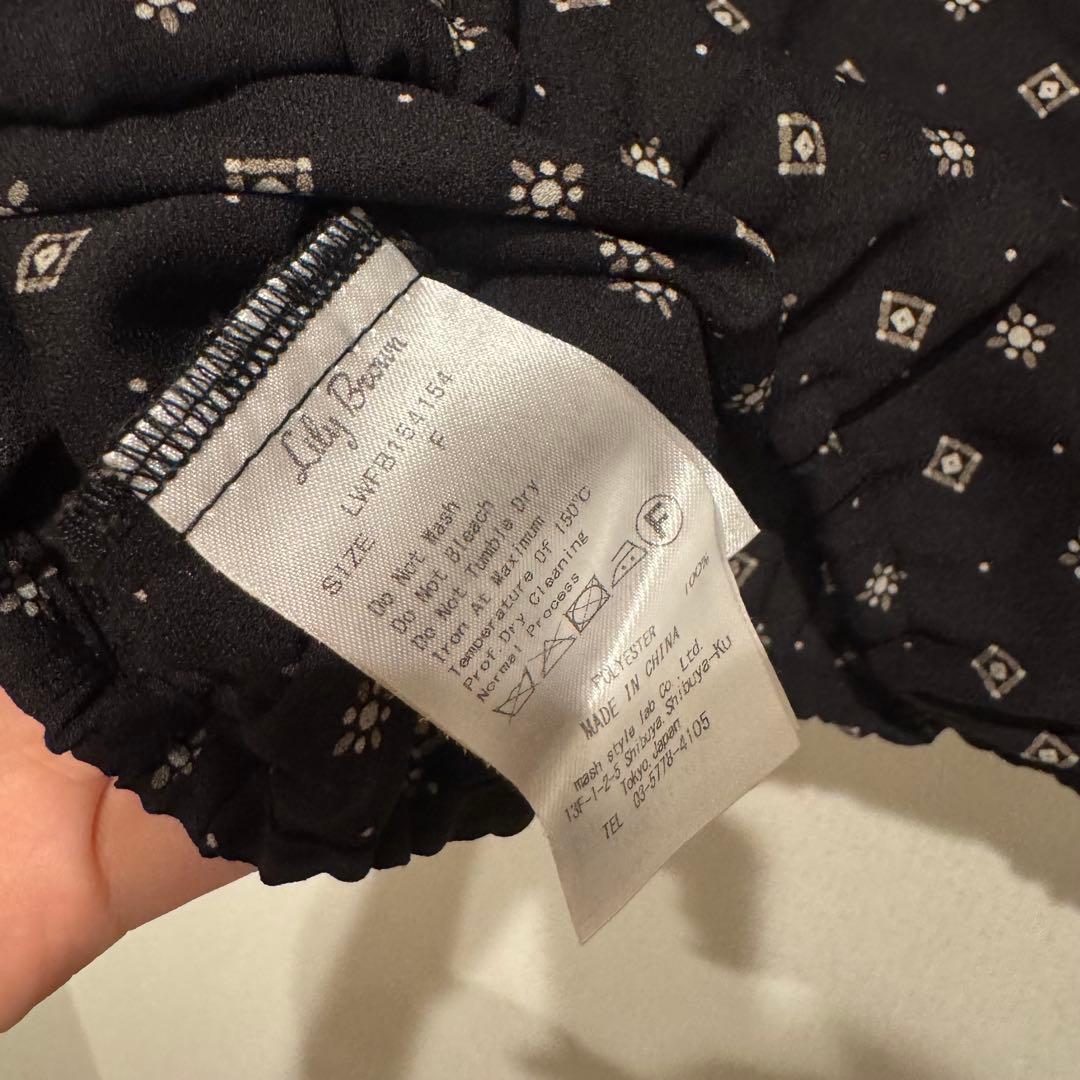 Lily Brown
LWFB154154
SIZE F
Do Not Wash
Do Not Bleach
Do Not Tumble Dry
Iron At Maximum
Temperature Of 150°C
Prof.Dry Cleaning
Normal Process
F
POLYESTER 100%
MADE IN CHINA
mash style lab Co., Ltd.
13F-1-2-5 Shibuya.Shibuya-Ku
Tokyo.Japan
TEL 03-5778-4105